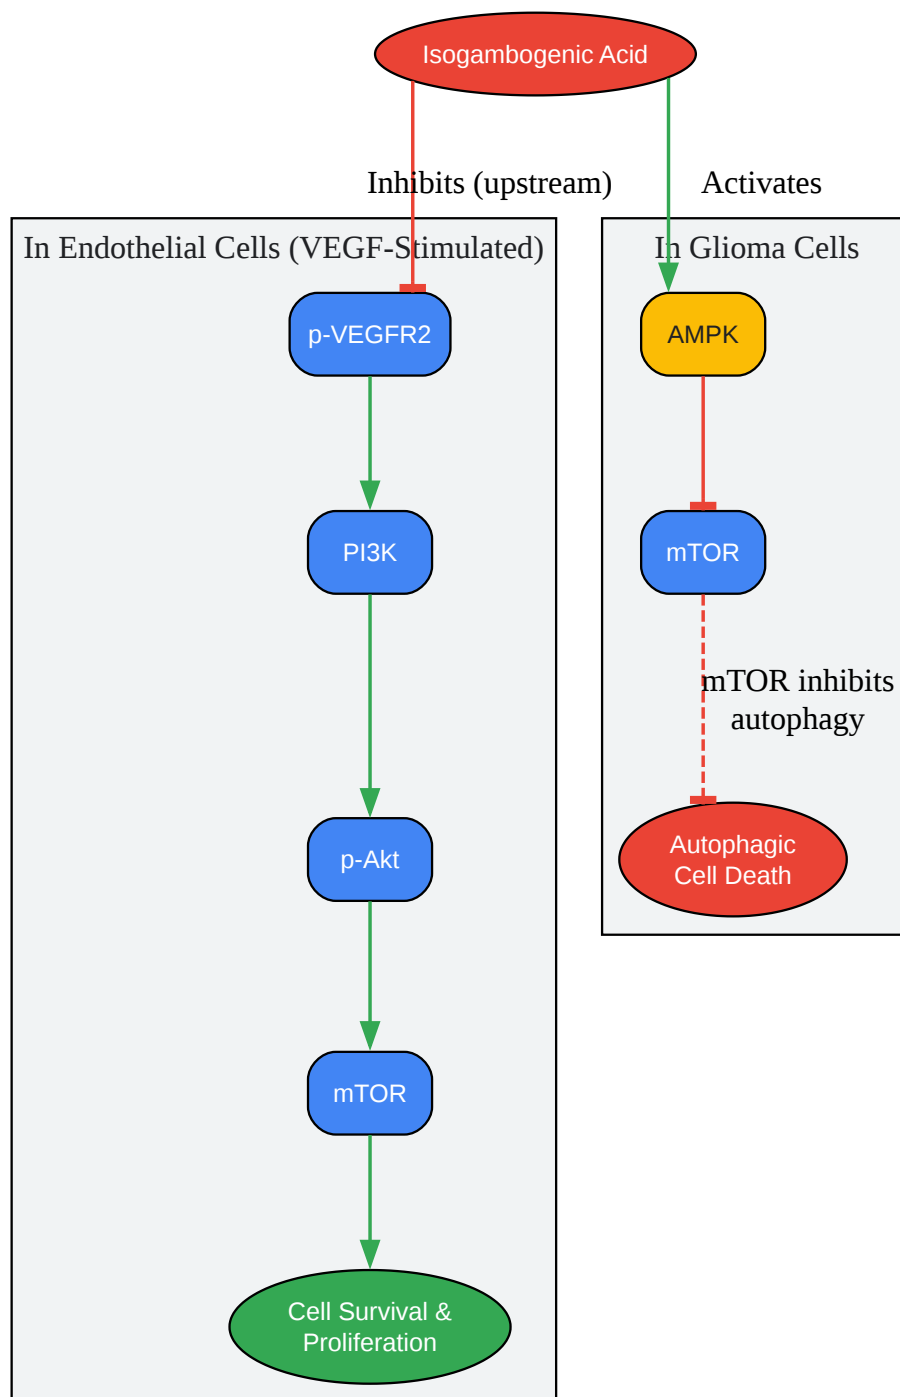 Isogambogenic Acid
Inhibits (upstream)
Activates
In Endothelial Cells (VEGF-Stimulated)
In Glioma Cells
p-VEGFR2
AMPK
PI3K
mTOR
mTOR inhibits
autophagy
p-Akt
Autophagic
Cell Death
mTOR
Cell Survival &
Proliferation